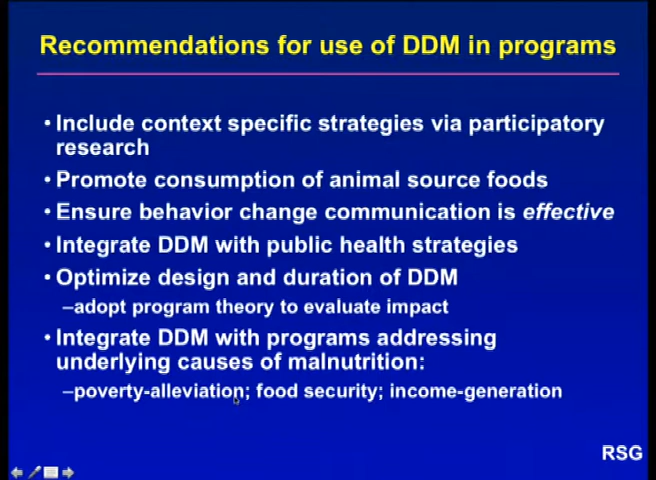 Recommendations for use of DDM in programs
• Include context specific strategies via participatory
research
• Promote consumption of animal source foods
• Ensure behavior change communication is effective
• Integrate DDM with public health strategies
• Optimize design and duration of DDM
–adopt program theory to evaluate impact
• Integrate DDM with programs addressing
underlying causes of malnutrition:
–poverty-alleviation; food security; income-generation
RSG